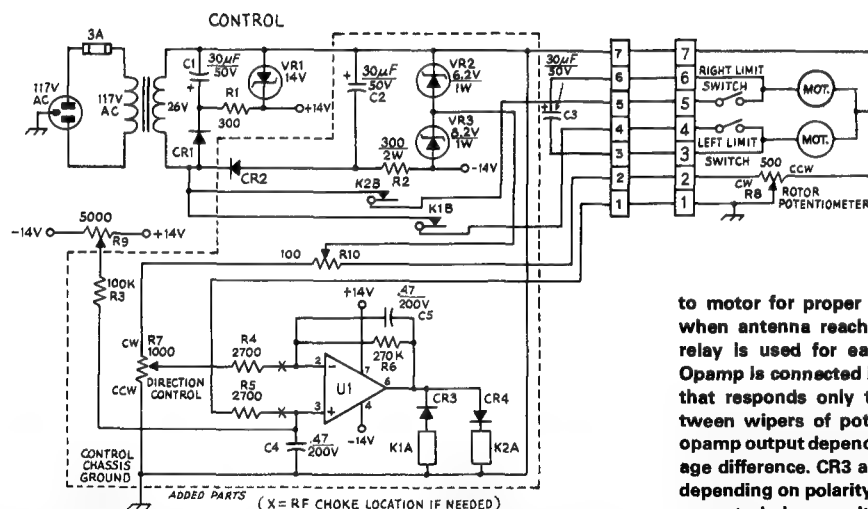 CONTROL
3A
117V
AC
117V
AC
26V
C1
30µF
50V
+
R1
300
VR1
14V
+14V
CR1
CR2
+
30µF
50V
C2
VR2
6.2V
1W
VR3
8.2V
1W
300
2W
R2
-14V
K2B
K1B
30µF
50V
+
C3
7
6
5
4
3
2
1
7
6
5
4
3
2
1
RIGHT LIMIT
SWITCH
LEFT LIMIT
SWITCH
MOT.
MOT.
500
CW
CCW
R8
ROTOR
POTENTIOMETER
5000
-14V
+14V
R9
100K
R3
100
R10
R7
1000
CW
CCW
DIRECTION
CONTROL
R4
2700
X
R5
2700
X
+14V
.47
200V
C5
270K
R6
2
-
3
+
U1
7
6
4
-14V
C4
.47
200V
CR3
CR4
K1A
K2A
CONTROL
CHASSIS
GROUND
ADDED PARTS
(X = RF CHOKE LOCATION IF NEEDED)
to motor for proper
when antenna reach
relay is used for ea
Opamp is connected
that responds only t
tween wipers of pot
opamp output depend
age difference. CR3 a
depending on polarity